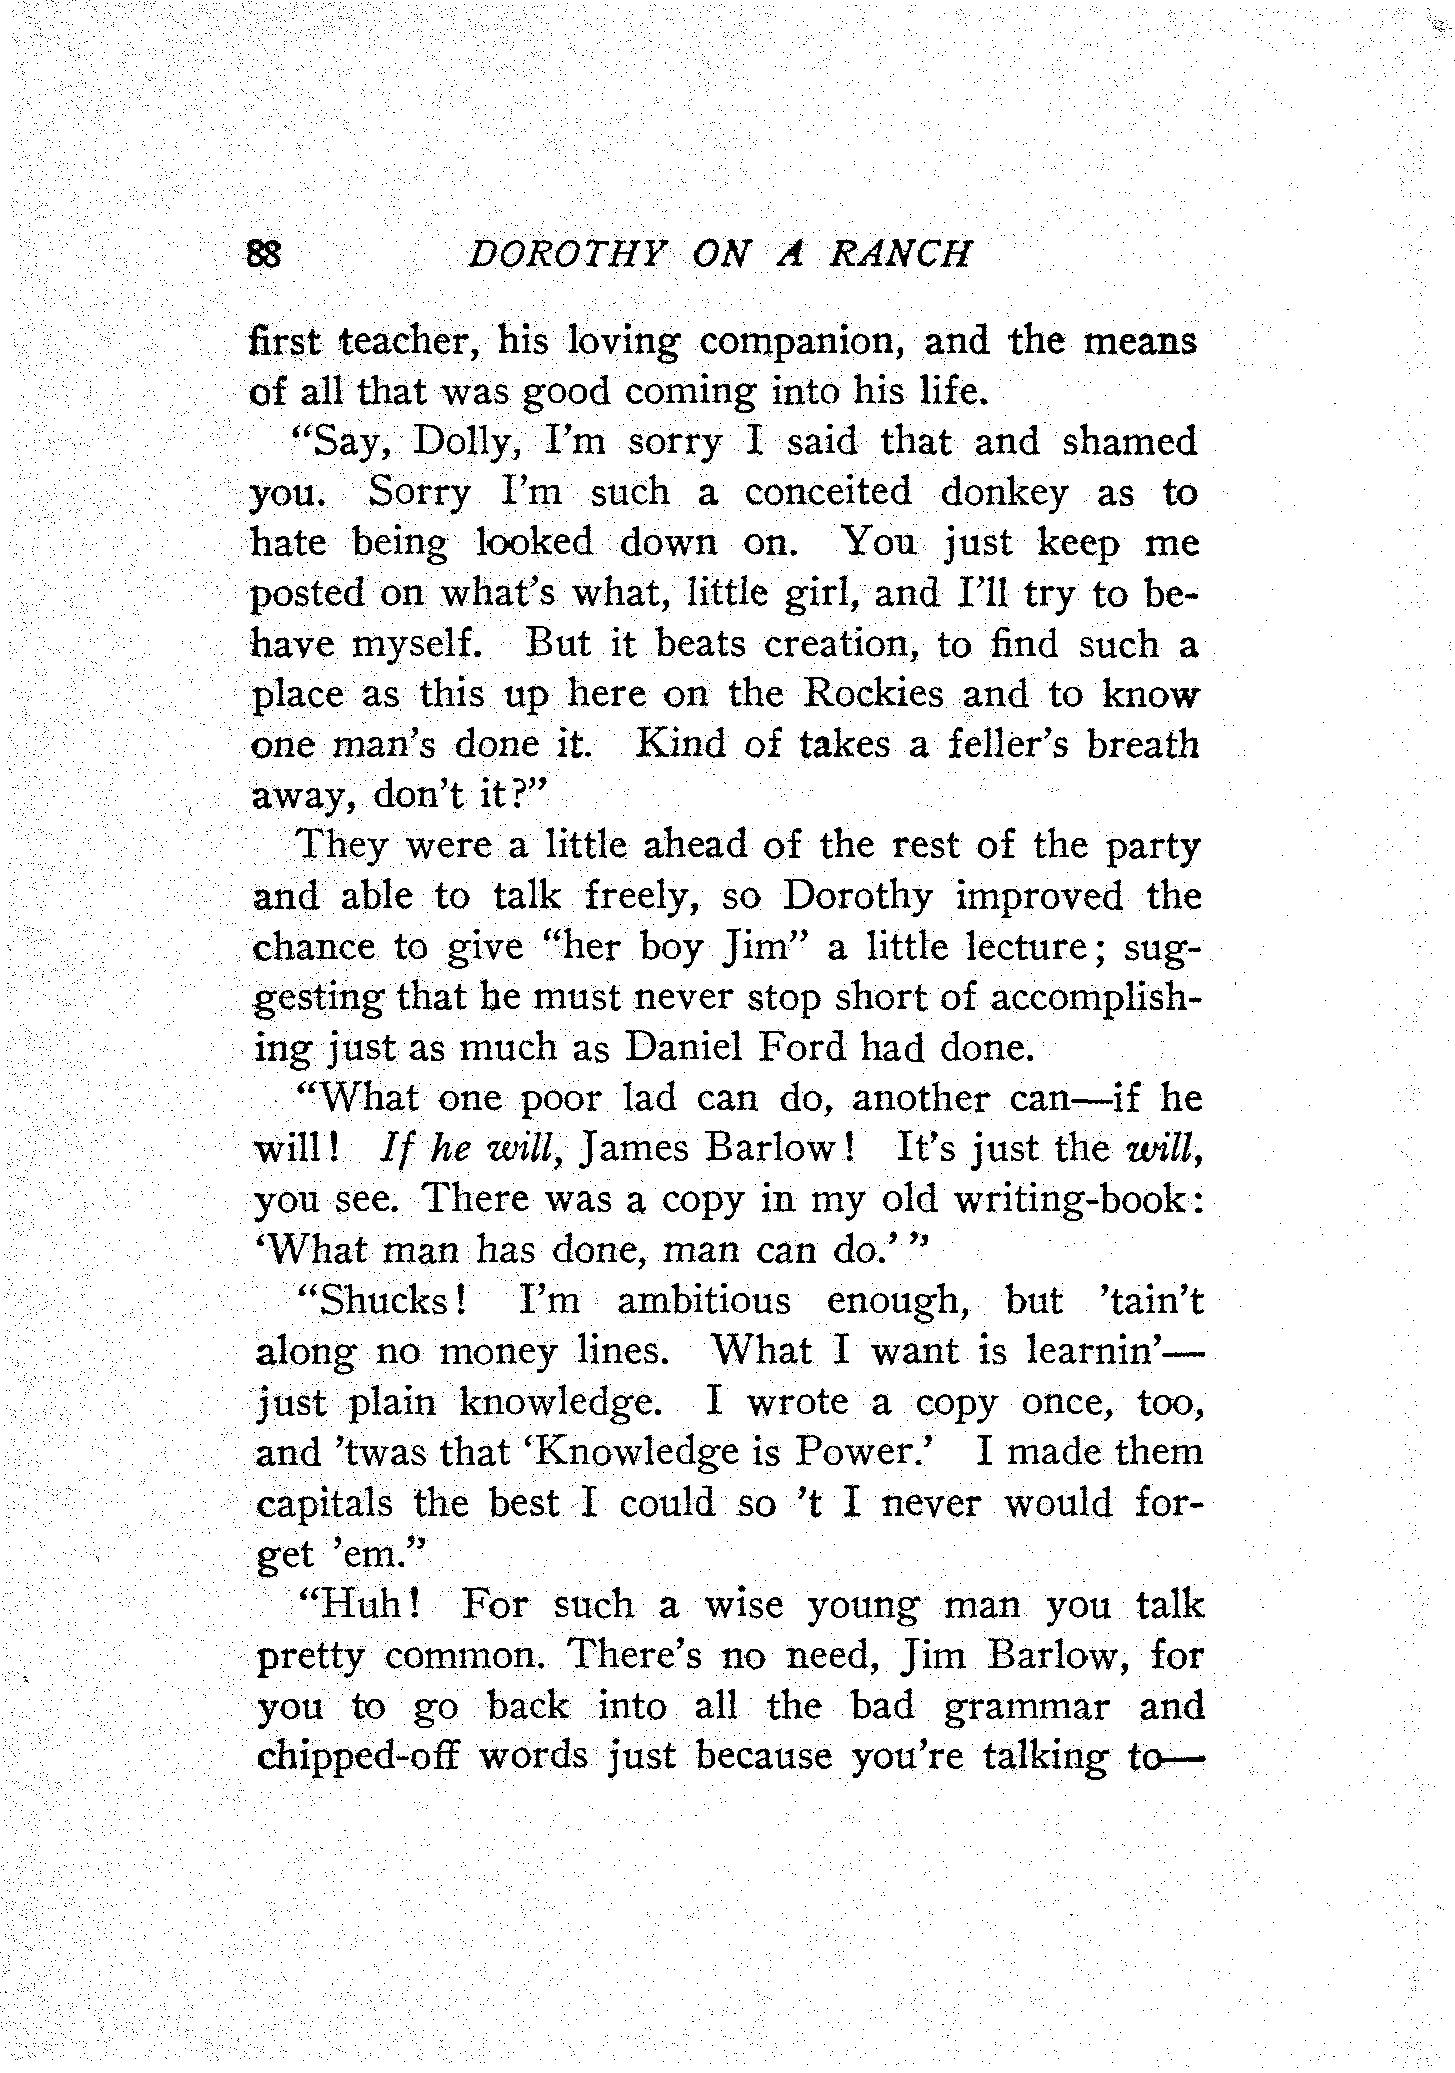 88 DOROTHY ON A RANCH
first teacher, his loving companion, and the means
of all that was good coming into his life.
“Say, Dolly, I’m sorry I said that and shamed
you. Sorry I’m such a conceited donkey as to
hate being looked down on. You just keep me
posted on what’s what, little girl, and I’ll try to be-
have myself. But it beats creation, to find such a
place as this up here on the Rockies and to know
one man’s done it. Kind of takes a feller’s breath
away, don’t it?”
They were a little ahead of the rest of the party
and able to talk freely, so Dorothy improved the
chance to give “her boy Jim” a little lecture; sug-
gesting that he must never stop short of accomplish-
ing just as much as Daniel Ford had done.
“What one poor lad can do, another can—if he
will! If he will, James Barlow! It’s just the will,
you see. There was a copy in my old writing-book:
‘What man has done, man can do.’”
“Shucks! I’m ambitious enough, but ’tain’t
along no money lines. What I want is learnin’—
just plain knowledge. I wrote a copy once, too,
and ’twas that ‘Knowledge is Power.’ I made them
capitals the best I could so ’t I never would for-
get ’em.”
“Huh! For such a wise young man you talk
pretty common. There’s no need, Jim Barlow, for
you to go back into all the bad grammar and
chipped-off words just because you’re talking to—